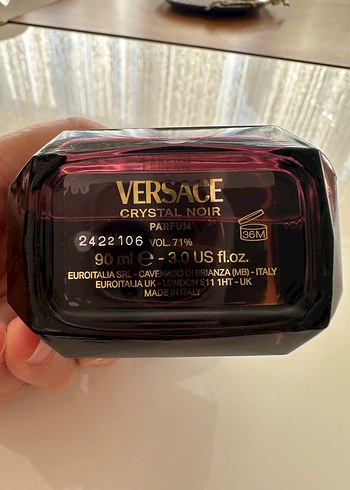 VERSACE
CRYSTAL NOIR
PARFUM
2422106 VOL. 71%
36M
90 ml ℮ - 3.0 US fl.oz.
EUROITALIA SRL - CAVENAGO DI BRIANZA (MB) - ITALY
EUROITALIA UK - LONDON E11 1HT - UK
MADE IN ITALY